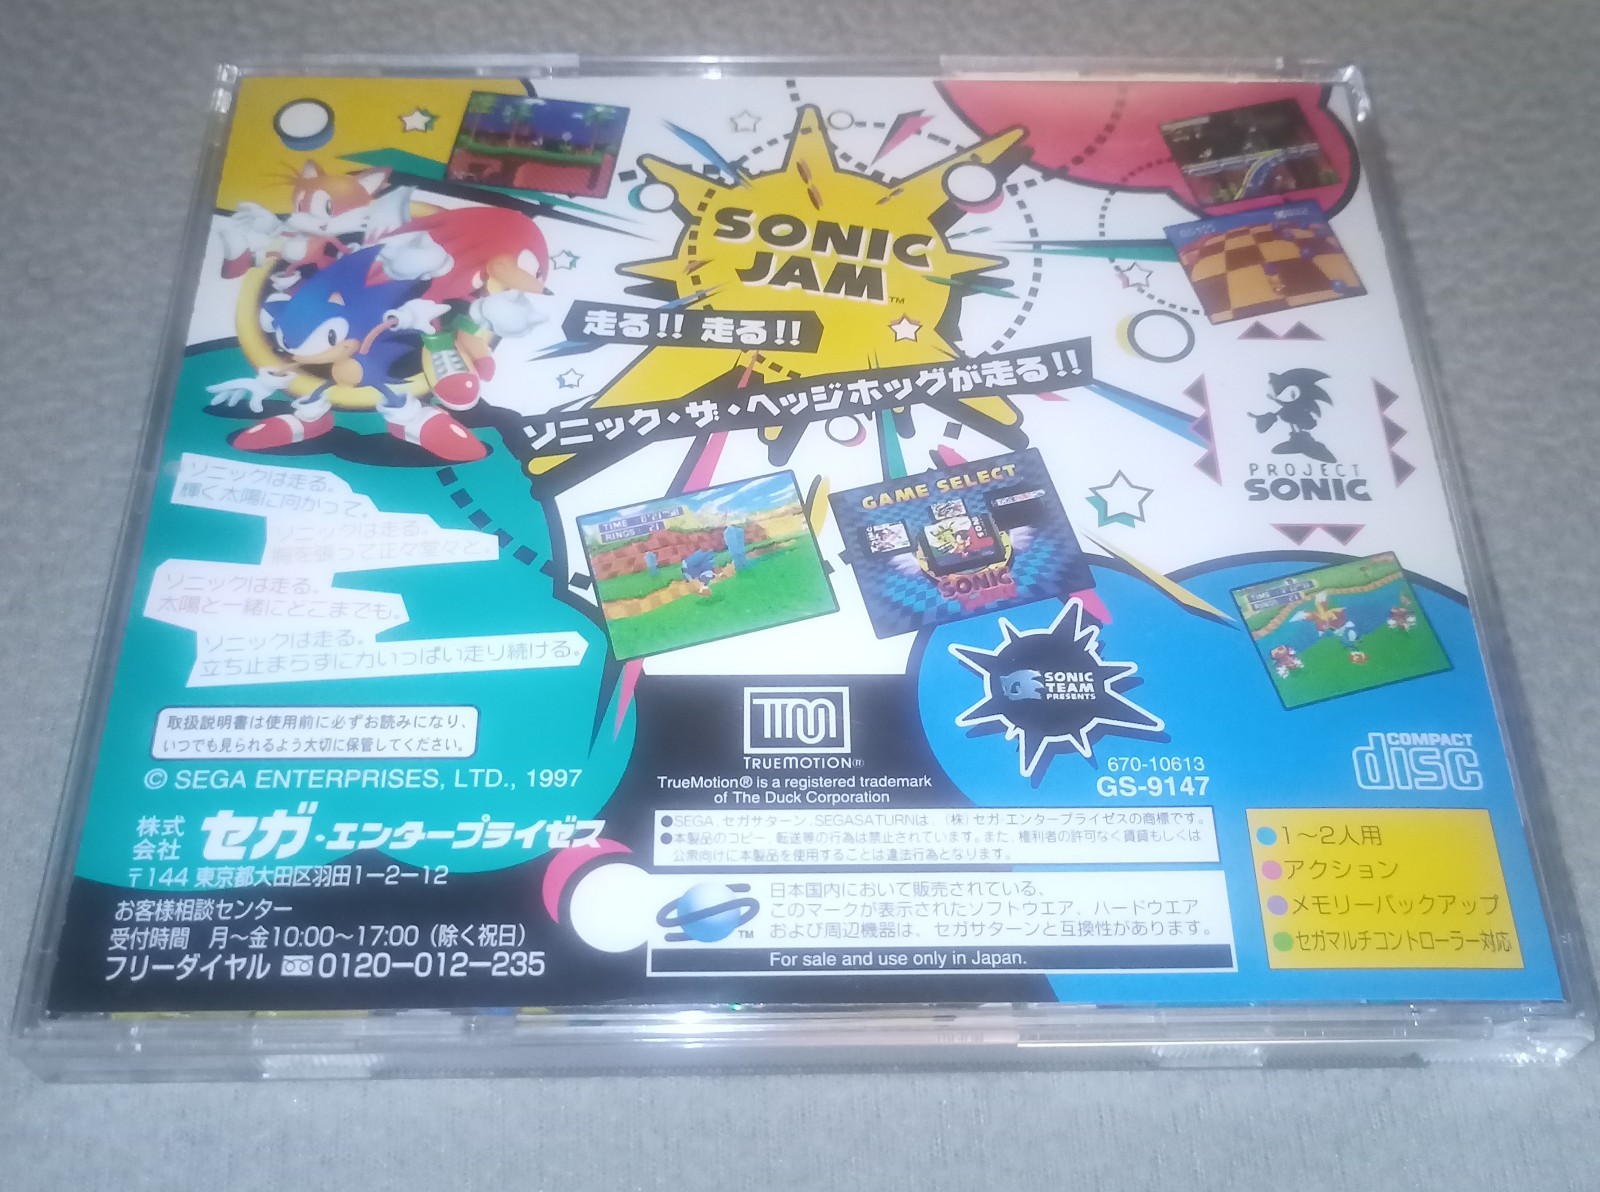 SONIC
JAM™
走る!! 走る!!
ソニック・ザ・ヘッジホッグが走る!!
PROJECT
SONIC
ソニックは走る。
輝く太陽に向かって。
ソニックは走る。
胸を張って正々堂々と。
ソニックは走る。
太陽と一緒にどこまでも。
ソニックは走る。
立ち止まらずに力いっぱい走り続ける。
TIME
RINGS
GAME SELECT
SONIC
TIME
RINGS
SONIC
TEAM
PRESENTS
取扱説明書は使用前に必ずお読みになり、
いつでも見られるよう大切に保管してください。
© SEGA ENTERPRISES, LTD., 1997
株式会社 セガ・エンタープライゼス
〒144 東京都大田区羽田1−2−12
お客様相談センター
受付時間 月〜金10:00〜17:00（除く祝日）
フリーダイヤル 0120−012−235
TM
TRUEMOTION®
TrueMotion® is a registered trademark
of The Duck Corporation
670-10613
GS-9147
COMPACT
disc
●SEGA、セガサターン、SEGASATURNは、（株）セガ・エンタープライゼスの商標です。
●本製品のコピー、転送等の行為は禁止されています。また、権利者の許可なく賃貸もしくは
公衆向けに本製品を使用することは違法行為となります。
TM
日本国内において販売されている、
このマークが表示されたソフトウエア、ハードウエア
および周辺機器は、セガサターンと互換性があります。
For sale and use only in Japan.
●1〜2人用
●アクション
●メモリーバックアップ
●セガマルチコントローラー対応